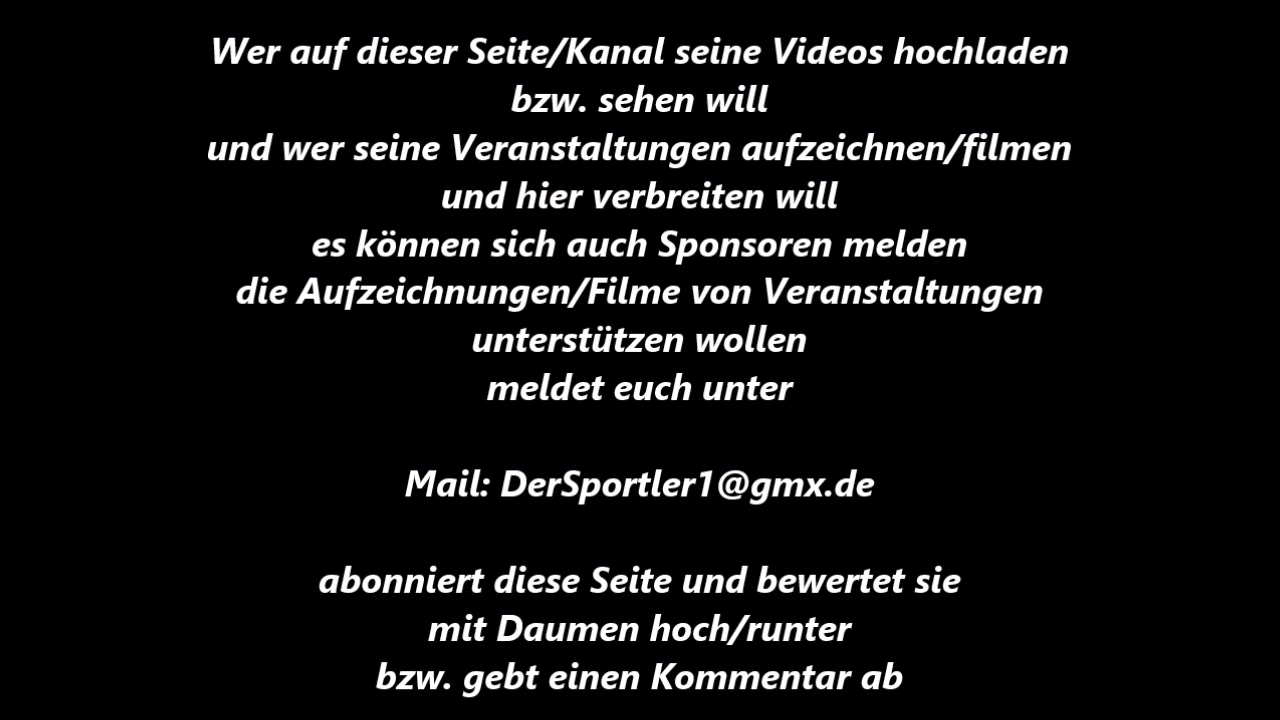 Wer auf dieser Seite/Kanal seine Videos hochladen
bzw. sehen will
und wer seine Veranstaltungen aufzeichnen/filmen
und hier verbreiten will
es können sich auch Sponsoren melden
die Aufzeichnungen/Filme von Veranstaltungen
unterstützen wollen
meldet euch unter
Mail: DerSportler1@gmx.de
abonniert diese Seite und bewertet sie
mit Daumen hoch/runter
bzw. gebt einen Kommentar ab